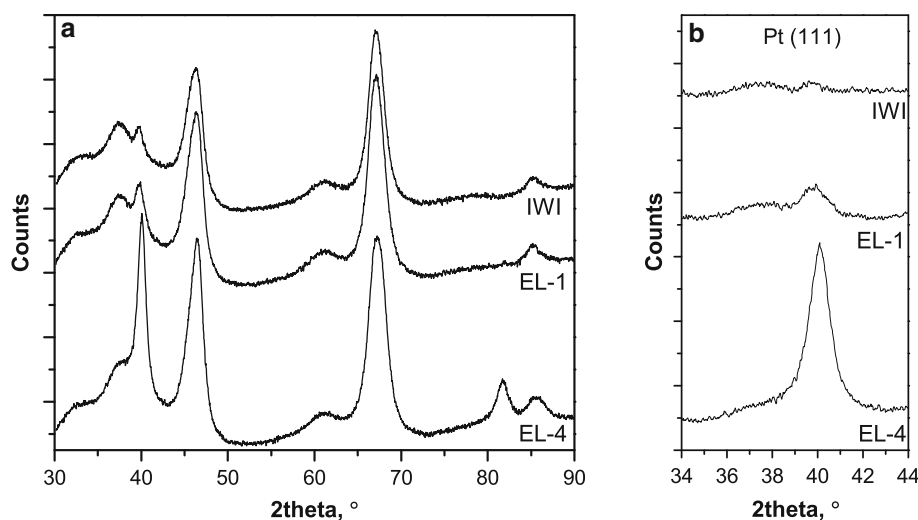 a
IWI
EL-1
EL-4
Counts
30 40 50 60 70 80 90
2theta, °
b
Pt (111)
IWI
EL-1
EL-4
Counts
34 36 38 40 42 44
2theta, °